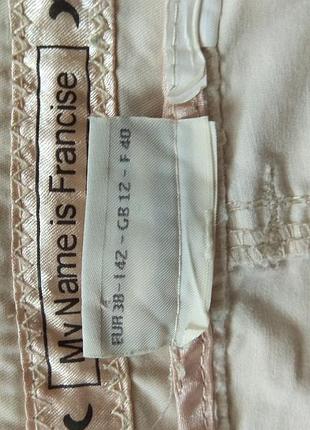 My Name is Francise
EUR 38 - I 42 - GB 12 - F 40